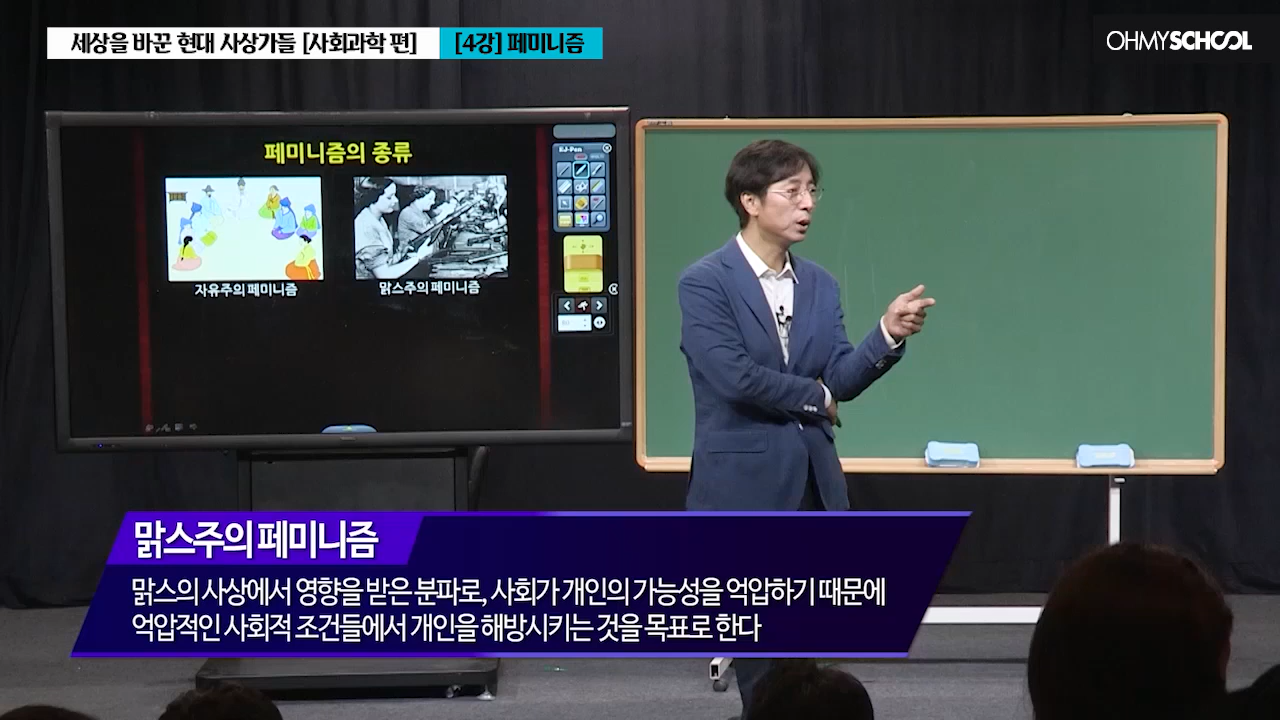 세상을 바꾼 현대 사상가들 [사회과학 편] [4강] 페미니즘
OHMYSCHOOL
페미니즘의 종류
EJ-Pen
자유주의 페미니즘
맑스주의 페미니즘
맑스주의 페미니즘
맑스의 사상에서 영향을 받은 분파로, 사회가 개인의 가능성을 억압하기 때문에
억압적인 사회적 조건들에서 개인을 해방시키는 것을 목표로 한다